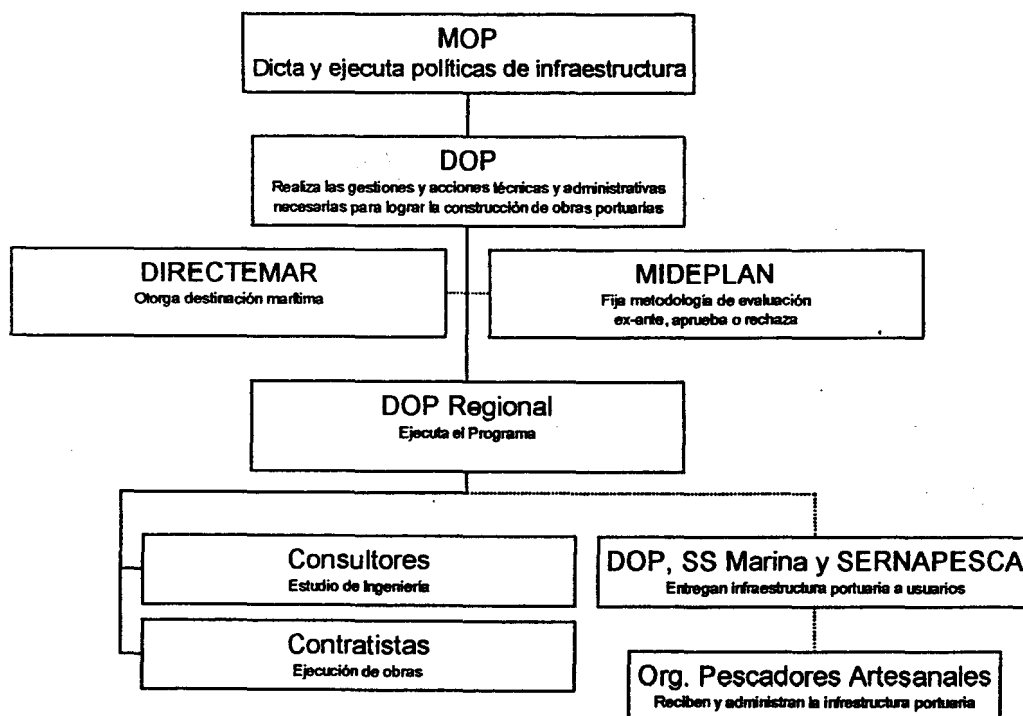 MOP
Dicta y ejecuta políticas de infraestructura
DOP
Realiza las gestiones y acciones técnicas y administrativas
necesarias para lograr la construcción de obras portuarias
DIRECTEMAR
Otorga destinación marítima
MIDEPLAN
Fija metodología de evaluación
ex-ante, aprueba o rechaza
DOP Regional
Ejecuta el Programa
Consultores
Estudio de Ingeniería
Contratistas
Ejecución de obras
DOP, SS Marina y SERNAPESCA
Entregan infraestructura portuaria a usuarios
Org. Pescadores Artesanales
Reciben y administran la infraestructura portuaria